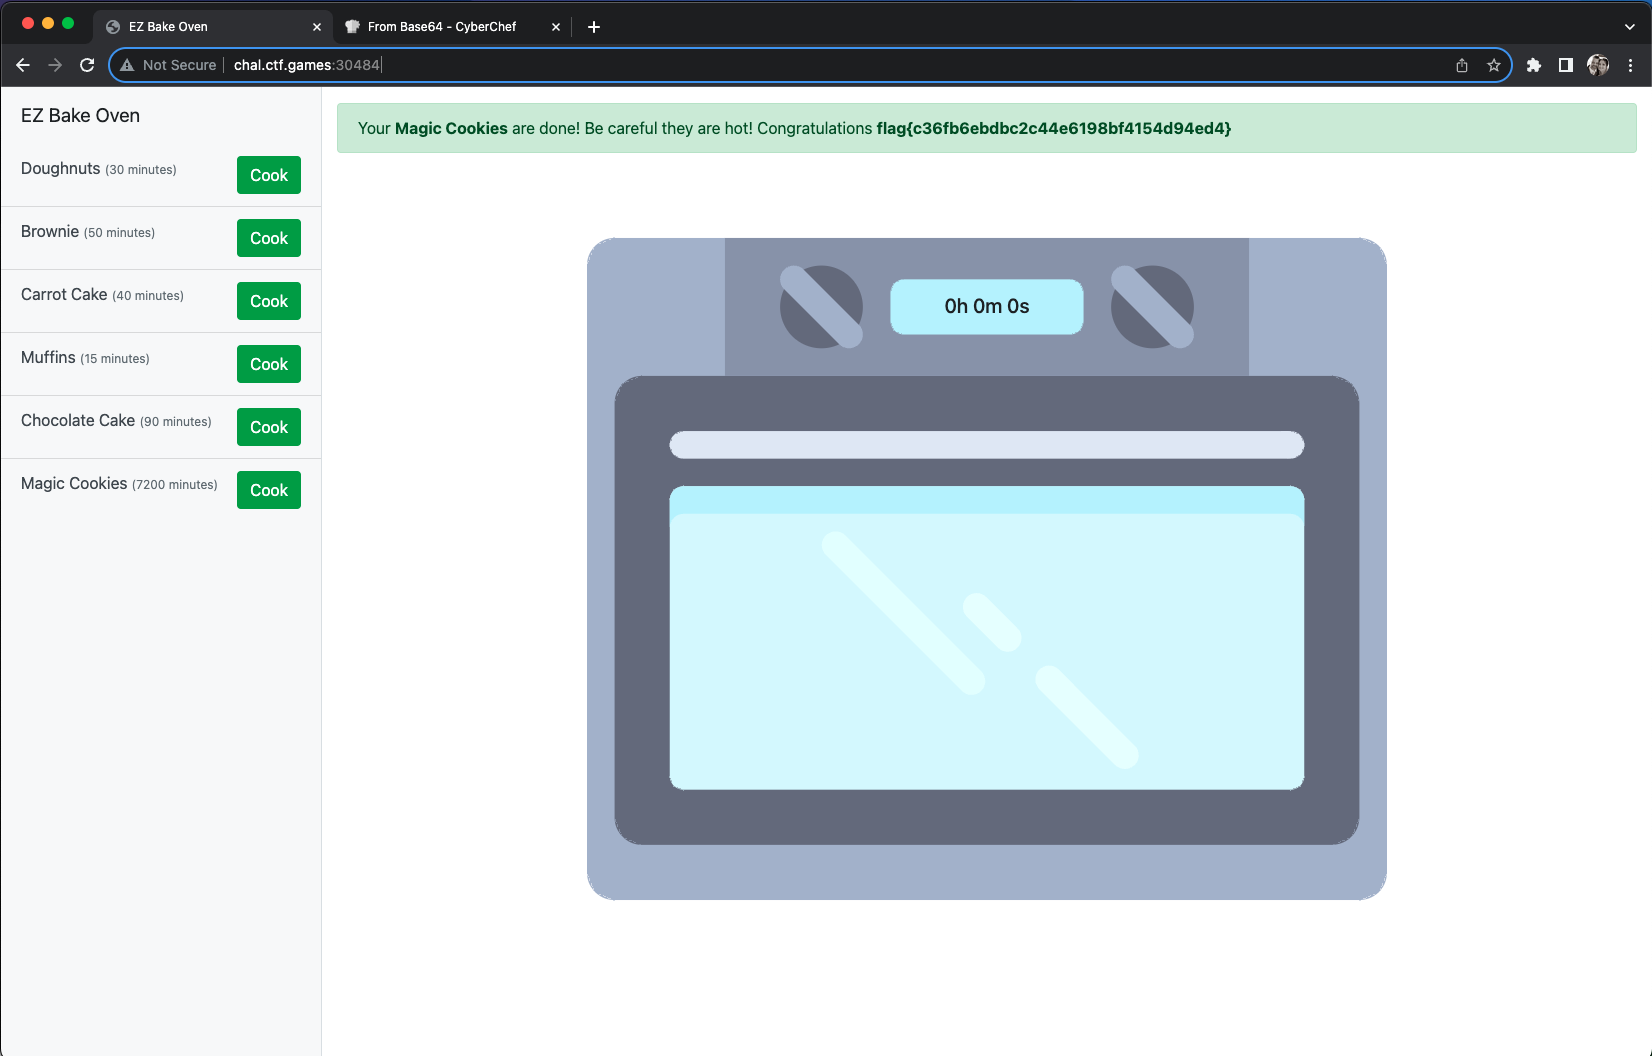 EZ Bake Oven
From Base64 - CyberChef
Not Secure chal.ctf.games:30484
EZ Bake Oven
Doughnuts (30 minutes) Cook
Brownie (50 minutes) Cook
Carrot Cake (40 minutes) Cook
Muffins (15 minutes) Cook
Chocolate Cake (90 minutes) Cook
Magic Cookies (7200 minutes) Cook
Your Magic Cookies are done! Be careful they are hot! Congratulations flag{c36fb6ebdbc2c44e6198bf4154d94ed4}
0h 0m 0s